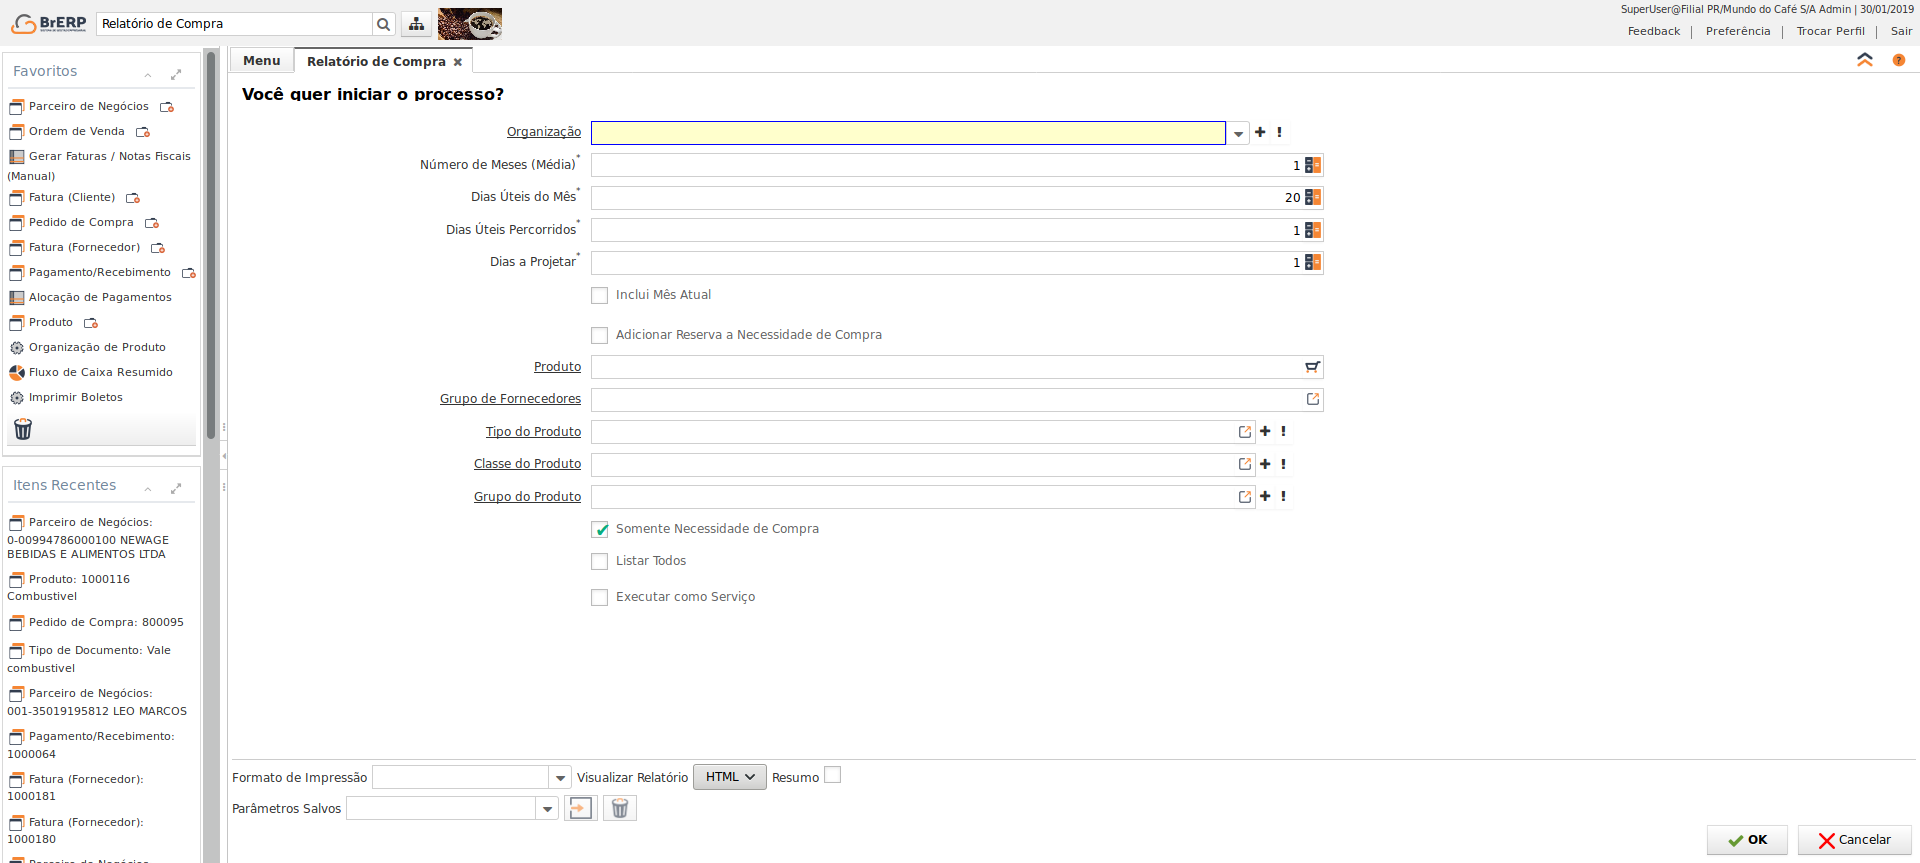 BrERP
Relatório de Compra
SuperUser@Filial PR/Mundo do Café S/A Admin | 30/01/2019
Feedback | Preferência | Trocar Perfil | Sair
Favoritos
Parceiro de Negócios
Ordem de Venda
Gerar Faturas / Notas Fiscais
(Manual)
Fatura (Cliente)
Pedido de Compra
Fatura (Fornecedor)
Pagamento/Recebimento
Alocação de Pagamentos
Produto
Organização de Produto
Fluxo de Caixa Resumido
Imprimir Boletos
Itens Recentes
Parceiro de Negócios:
0-00994786000100 NEWAGE
BEBIDAS E ALIMENTOS LTDA
Produto: 1000116
Combustivel
Pedido de Compra: 800095
Tipo de Documento: Vale
combustivel
Parceiro de Negócios:
001-35019195812 LEO MARCOS
Pagamento/Recebimento:
1000064
Fatura (Fornecedor):
1000181
Fatura (Fornecedor):
1000180
Parceiro de Negócios
Menu
Relatório de Compra
Você quer iniciar o processo?
Organização
Número de Meses (Média)* 1
Dias Úteis do Mês* 20
Dias Úteis Percorridos* 1
Dias a Projetar* 1
Inclui Mês Atual
Adicionar Reserva a Necessidade de Compra
Produto
Grupo de Fornecedores
Tipo do Produto
Classe do Produto
Grupo do Produto
Somente Necessidade de Compra
Listar Todos
Executar como Serviço
Formato de Impressão Visualizar Relatório HTML Resumo
Parâmetros Salvos
OK Cancelar